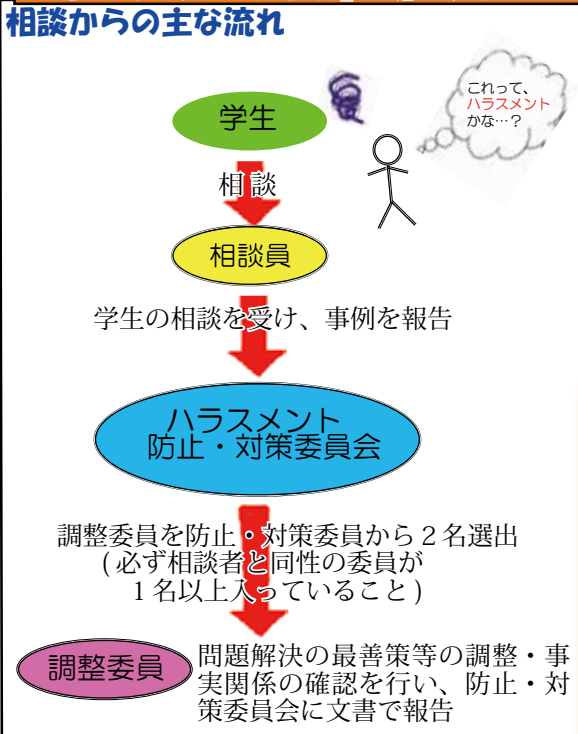 相談からの主な流れ
これって、
ハラスメント
かな…？
学生
相談
相談員
学生の相談を受け、事例を報告
ハラスメント
防止・対策委員会
調整委員を防止・対策委員から２名選出
(必ず相談者と同性の委員が
１名以上入っていること)
調整委員
問題解決の最善策等の調整・事
実関係の確認を行い、防止・対
策委員会に文書で報告